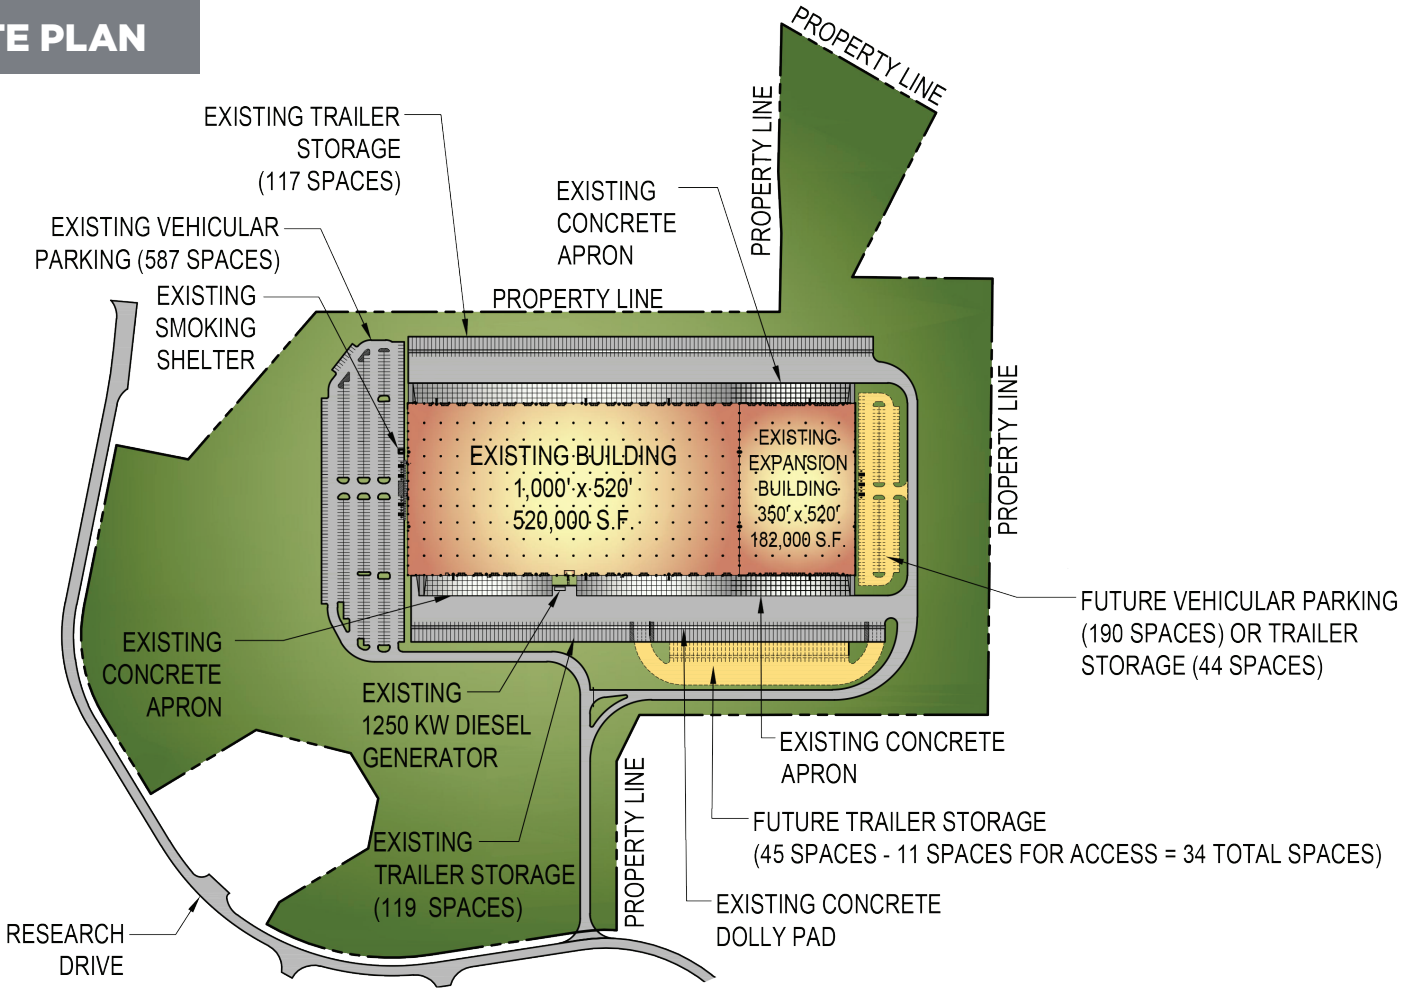 TE PLAN
PROPERTY LINE
PROPERTY LINE
EXISTING TRAILER
STORAGE
(117 SPACES)
EXISTING
CONCRETE
APRON
EXISTING VEHICULAR
PARKING (587 SPACES)
EXISTING
SMOKING
SHELTER
PROPERTY LINE
PROPERTY LINE
EXISTING BUILDING
1,000' x 520'
520,000 S.F.
EXISTING
EXPANSION
BUILDING
350' x 520'
182,000 S.F.
FUTURE VEHICULAR PARKING
(190 SPACES) OR TRAILER
STORAGE (44 SPACES)
EXISTING
CONCRETE
APRON
EXISTING
1250 KW DIESEL
GENERATOR
EXISTING CONCRETE
APRON
PROPERTY LINE
FUTURE TRAILER STORAGE
(45 SPACES - 11 SPACES FOR ACCESS = 34 TOTAL SPACES)
EXISTING
TRAILER STORAGE
(119 SPACES)
EXISTING CONCRETE
DOLLY PAD
RESEARCH
DRIVE